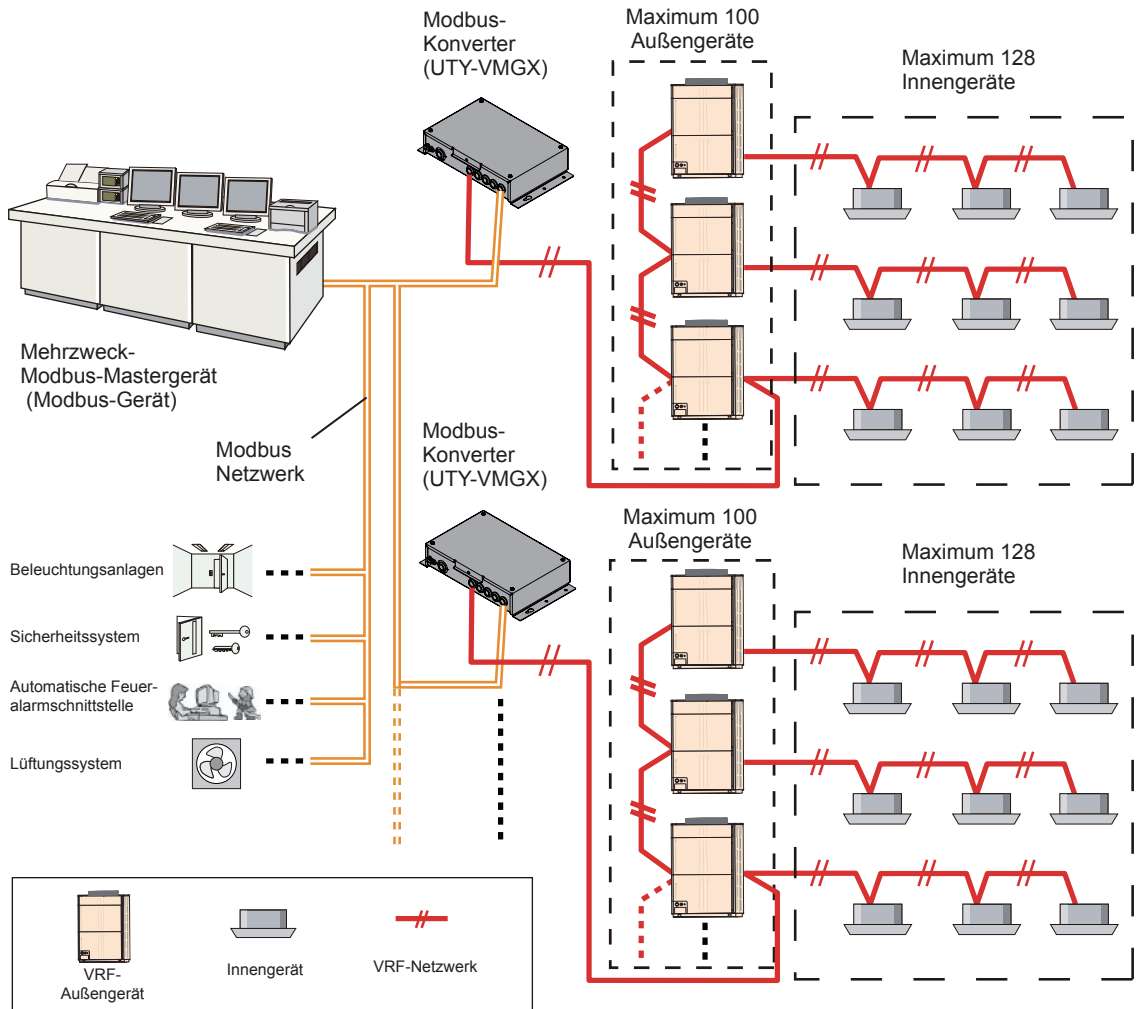 Modbus-
Konverter
(UTY-VMGX)
Maximum 100
Außengeräte
Maximum 128
Innengeräte
Mehrzweck-
Modbus-Mastergerät
(Modbus-Gerät)
Modbus
Netzwerk
Modbus-
Konverter
(UTY-VMGX)
Maximum 100
Außengeräte
Maximum 128
Innengeräte
Beleuchtungsanlagen
Sicherheitssystem
Automatische Feuer-
alarmschnittstelle
Lüftungssystem
VRF-
Außengerät
Innengerät
VRF-Netzwerk